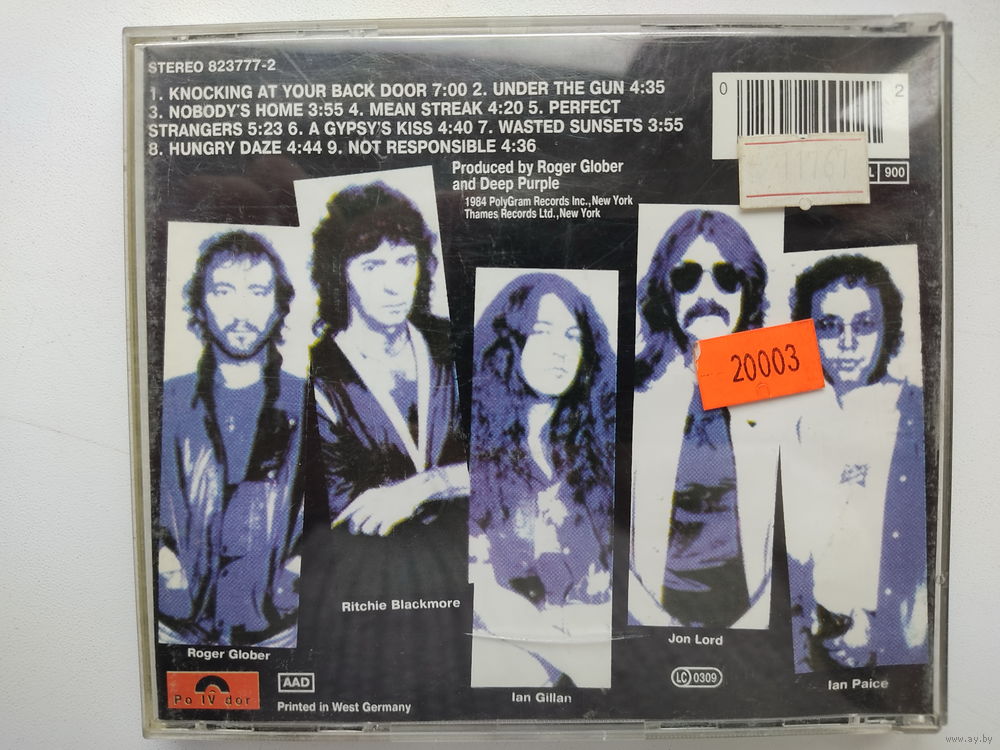 STEREO 823777-2
1. KNOCKING AT YOUR BACK DOOR 7:00 2. UNDER THE GUN 4:35
3. NOBODY'S HOME 3:55 4. MEAN STREAK 4:20 5. PERFECT
STRANGERS 5:23 6. A GYPSY'S KISS 4:40 7. WASTED SUNSETS 3:55
8. HUNGRY DAZE 4:44 9. NOT RESPONSIBLE 4:36
Produced by Roger Glober
and Deep Purple
1984 PolyGram Records Inc., New York
Thames Records Ltd., New York
0
2
L 900
20003
Ritchie Blackmore
Jon Lord
Roger Glober
Ian Paice
Ian Gillan
LC 0309
AAD
Po IV dor
Printed in West Germany
www.ay.by